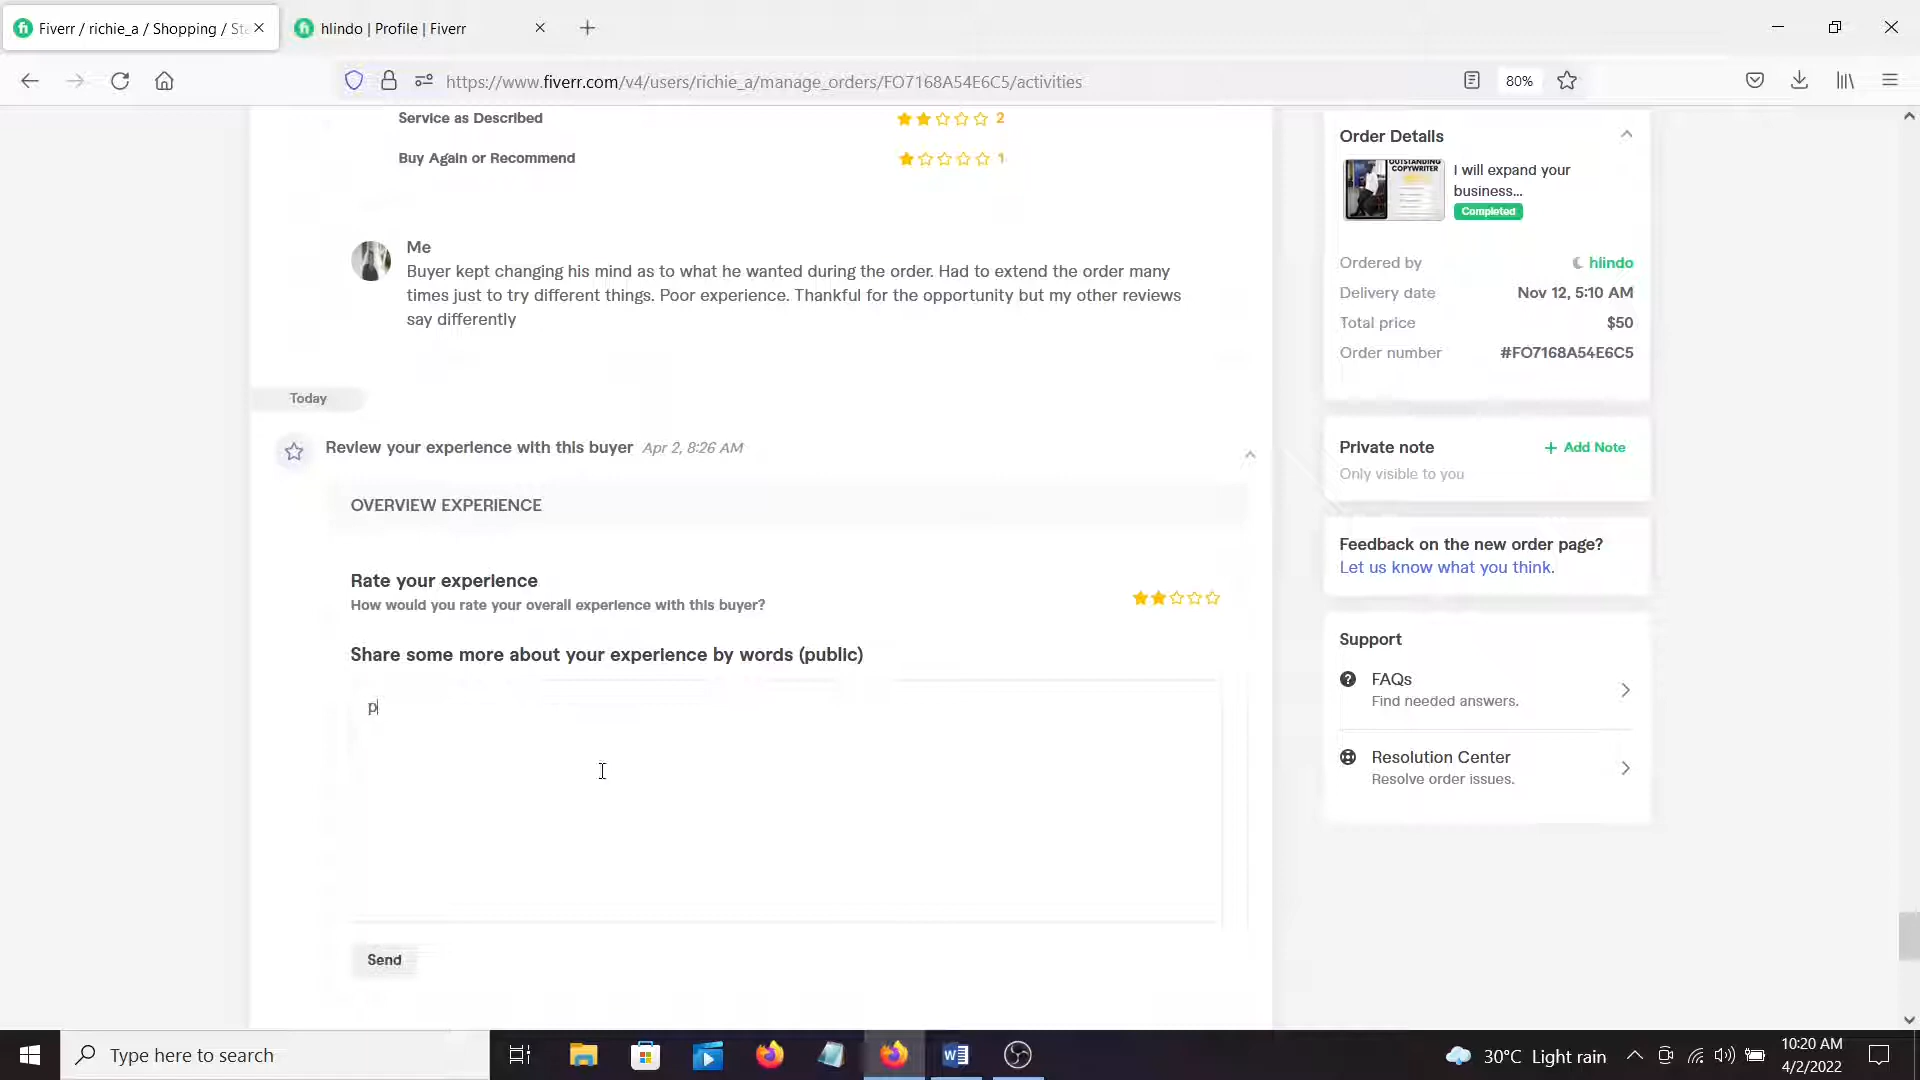 Fiverr / richie_a / Shopping / Sta
hlindo | Profile | Fiverr
https://www.fiverr.com/v4/users/richie_a/manage_orders/FO7168A54E6C5/activities
80%
Service as Described
2
Buy Again or Recommend
1
Me
Buyer kept changing his mind as to what he wanted during the order. Had to extend the order many
times just to try different things. Poor experience. Thankful for the opportunity but my other reviews
say differently
Today
Review your experience with this buyer Apr 2, 8:26 AM
OVERVIEW EXPERIENCE
Rate your experience
How would you rate your overall experience with this buyer?
Share some more about your experience by words (public)
p
Send
Order Details
OUTSTANDING
COPYWRITER
I will expand your
business...
Completed
Ordered by hlindo
Delivery date Nov 12, 5:10 AM
Total price $50
Order number #FO7168A54E6C5
Private note
+ Add Note
Only visible to you
Feedback on the new order page?
Let us know what you think.
Support
FAQs
Find needed answers.
Resolution Center
Resolve order issues.
Type here to search
30°C Light rain
10:20 AM
4/2/2022